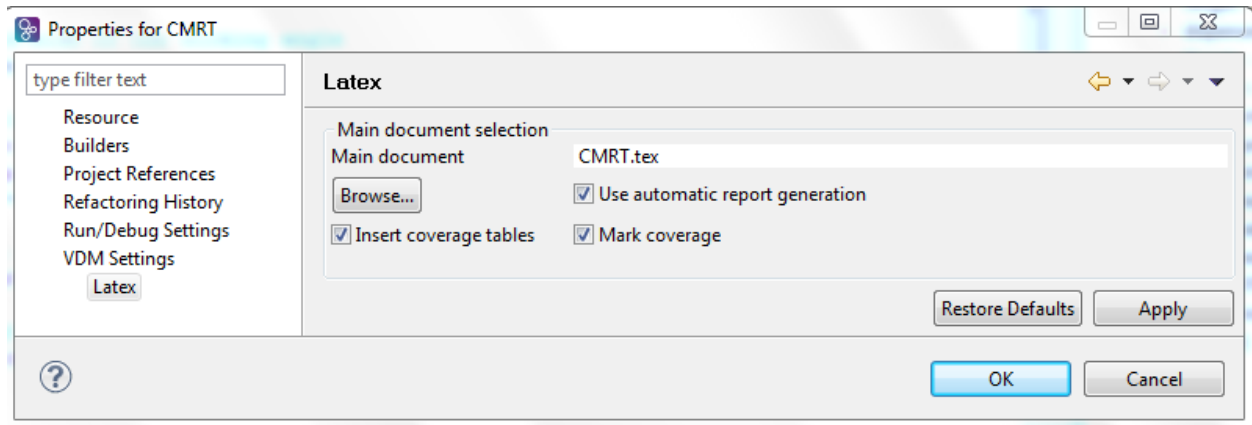 Properties for CMRT
type filter text
Resource
Builders
Project References
Refactoring History
Run/Debug Settings
VDM Settings
Latex
Latex
Main document selection
Main document CMRT.tex
Browse... Use automatic report generation
Insert coverage tables Mark coverage
Restore Defaults Apply
? OK Cancel